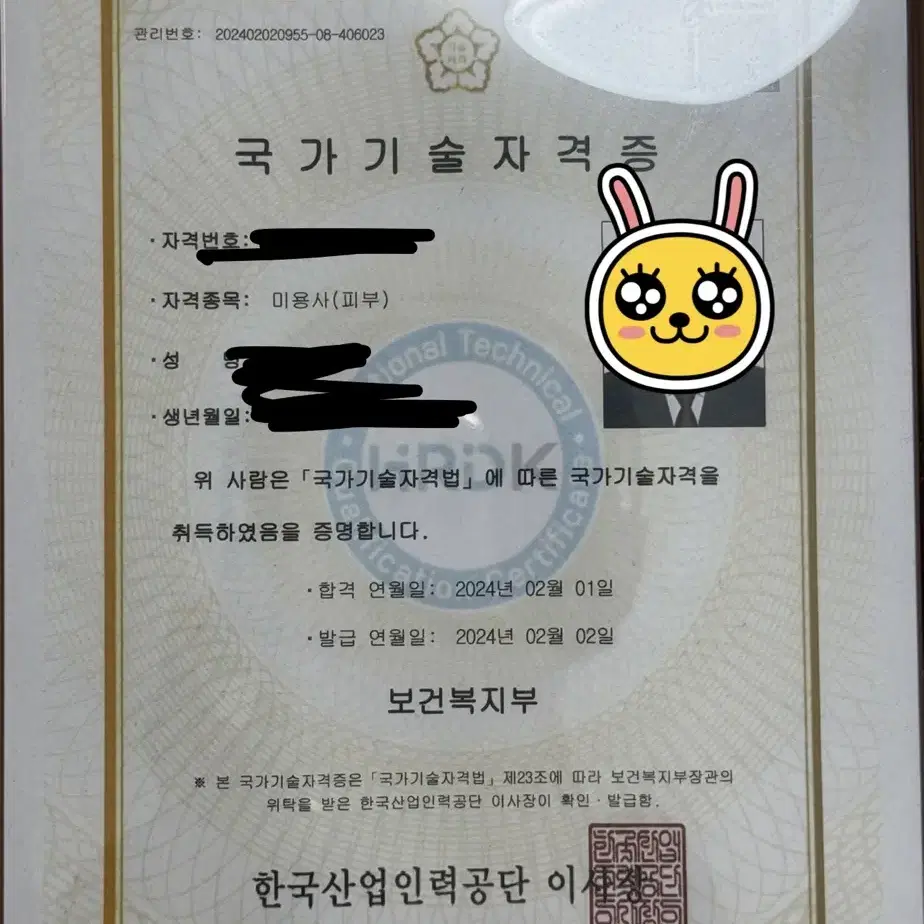 관리번호: 202402020955-08-406023
국가기술자격증
·자격번호:
·자격종목: 미용사(피부)
·성
·생년월일:
National Technical
HRDK
Qualification Certificate
위 사람은「국가기술자격법」에 따른 국가기술자격을
취득하였음을 증명합니다.
·합격 연월일: 2024년 02월 01일
·발급 연월일: 2024년 02월 02일
보건복지부
※ 본 국가기술자격증은「국가기술자격법」제23조에 따라 보건복지부장관의
위탁을 받은 한국산업인력공단 이사장이 확인·발급함.
한국산업인력공단 이사장